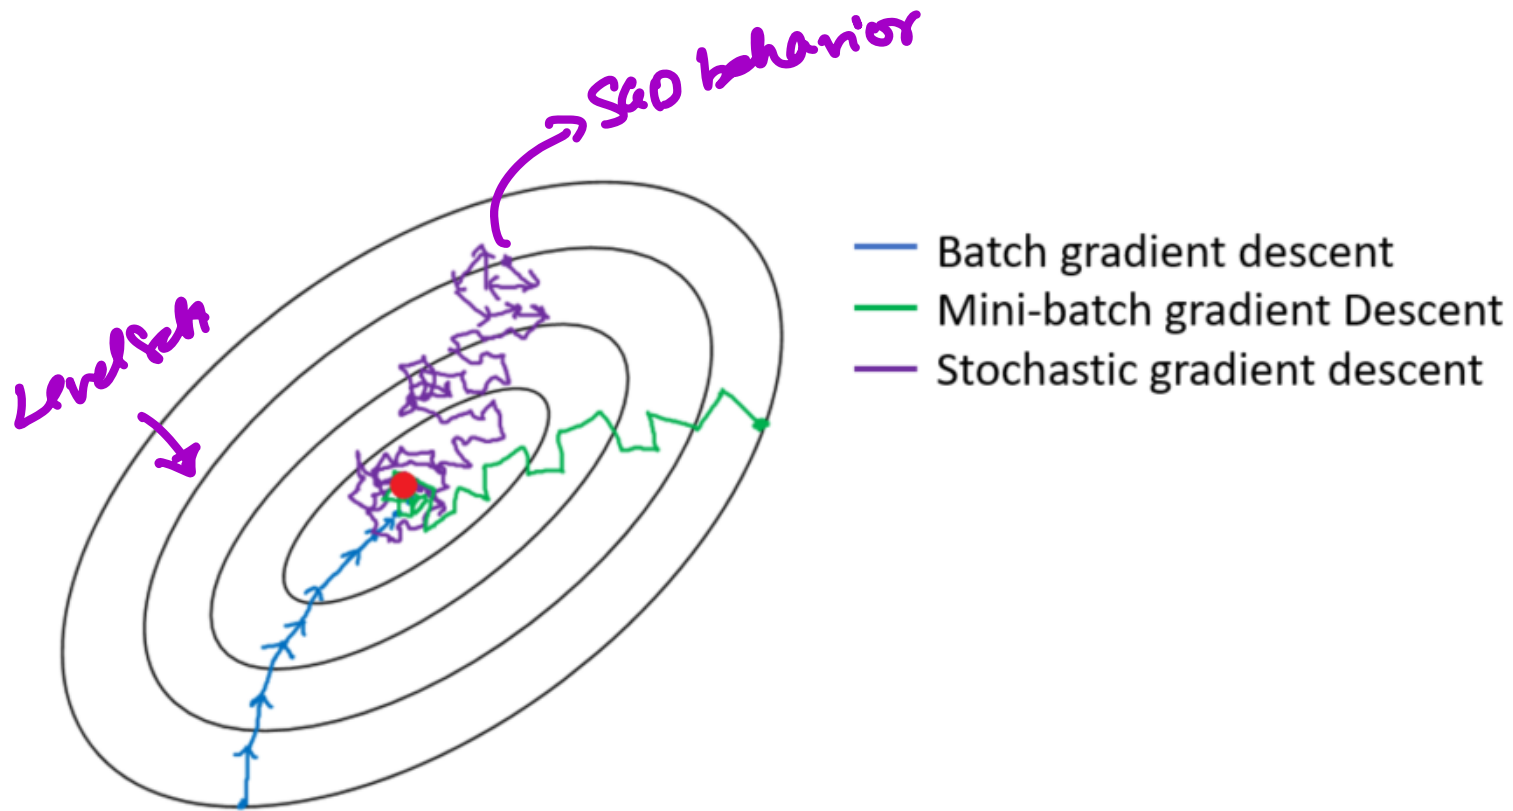 SGD behavior
Level sets
Batch gradient descent
Mini-batch gradient Descent
Stochastic gradient descent